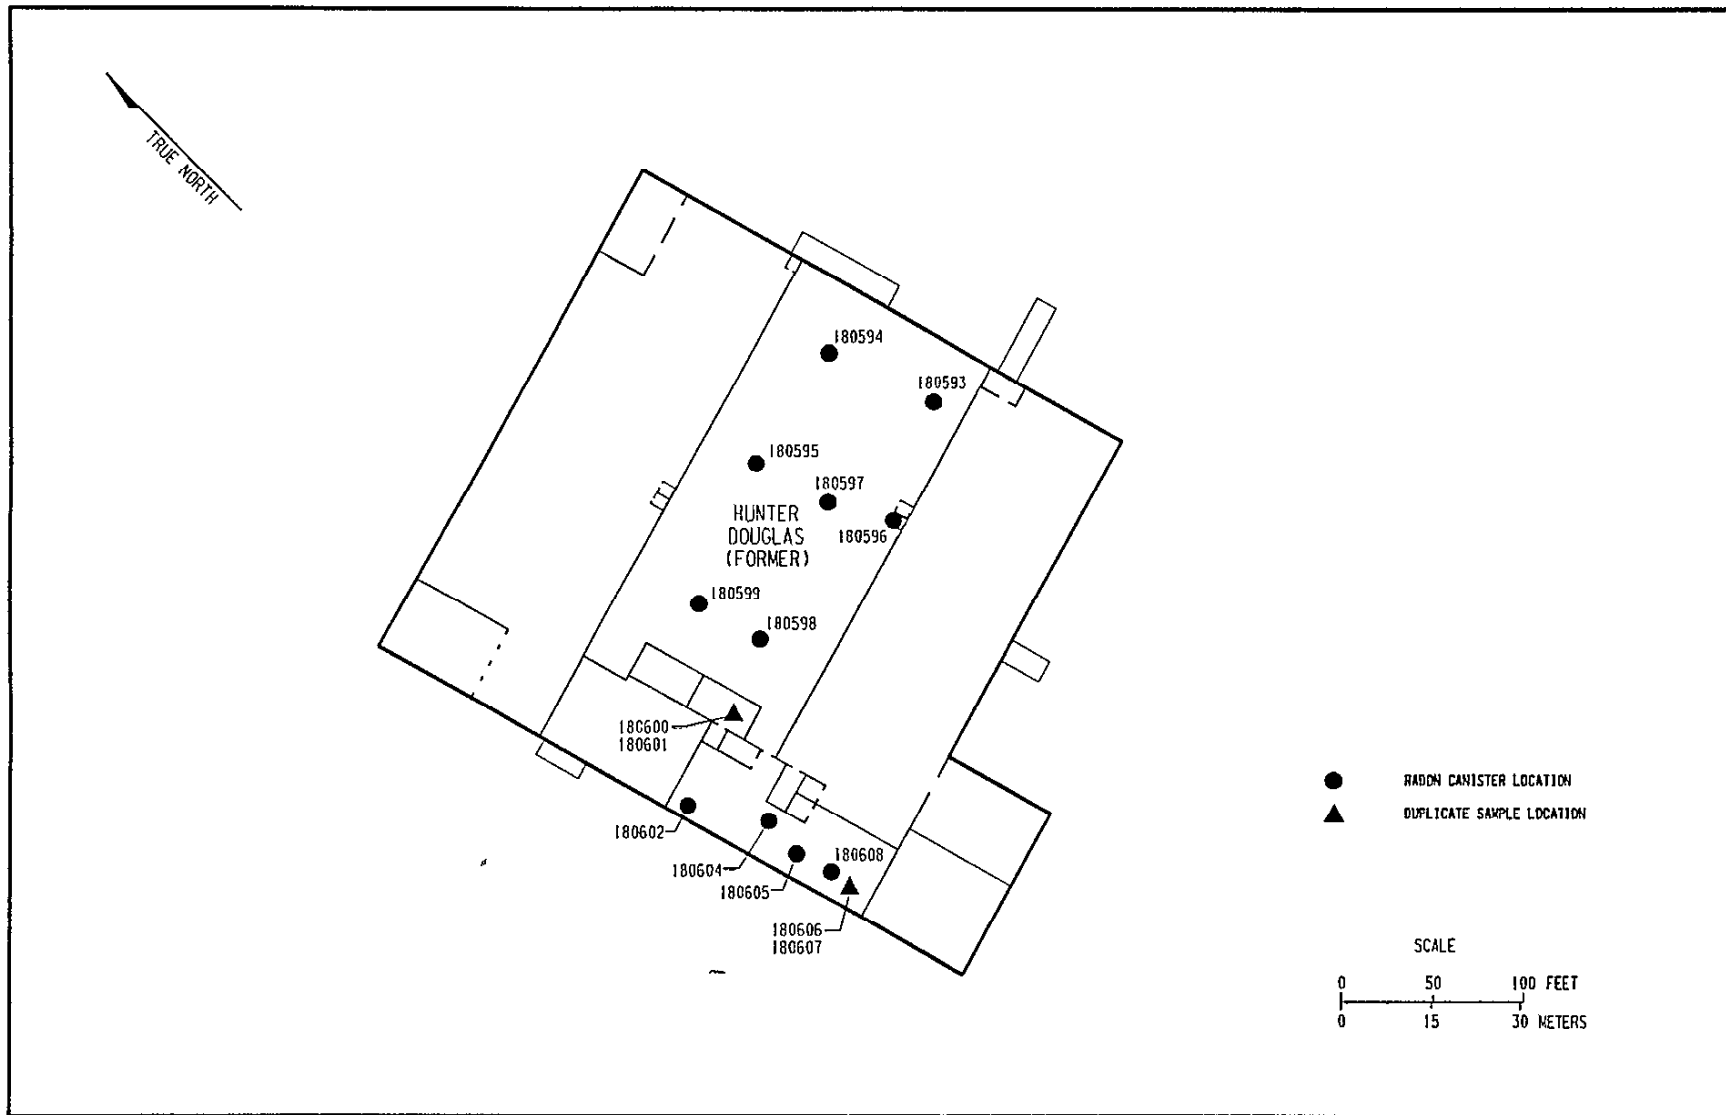 TRUE NORTH
180594
180593
180595
180597
HUNTER
DOUGLAS
(FORMER)
180596
180599
180598
180600
180601
180602
180604
180608
180605
180606
180607
RADON CANISTER LOCATION
DUPLICATE SAMPLE LOCATION
SCALE
0 50 100 FEET
0 15 30 METERS